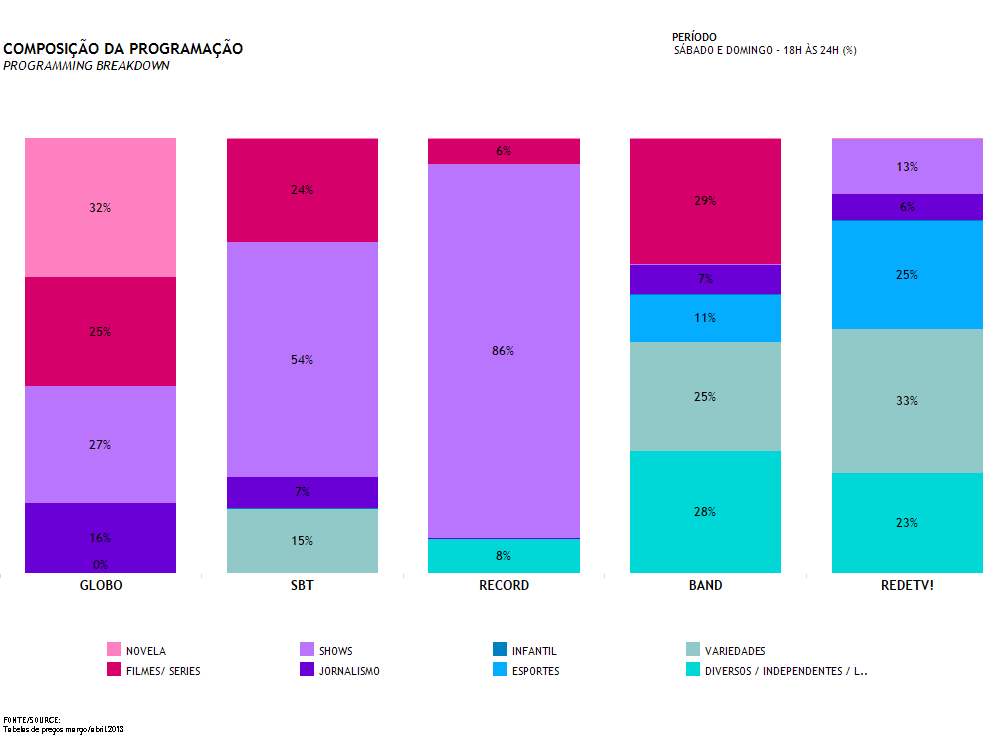 COMPOSIÇÃO DA PROGRAMAÇÃO
PROGRAMMING BREAKDOWN
PERÍODO
SÁBADO E DOMINGO - 18H ÀS 24H (%)
32%
25%
27%
16%
0%
GLOBO
24%
54%
7%
15%
SBT
6%
86%
8%
RECORD
29%
7%
11%
25%
28%
BAND
13%
6%
25%
33%
23%
REDETV!
NOVELA
SHOWS
INFANTIL
VARIEDADES
FILMES/ SERIES
JORNALISMO
ESPORTES
DIVERSOS / INDEPENDENTES / L..
FONTE/SOURCE:
Tabelas de preços março/abril.2013